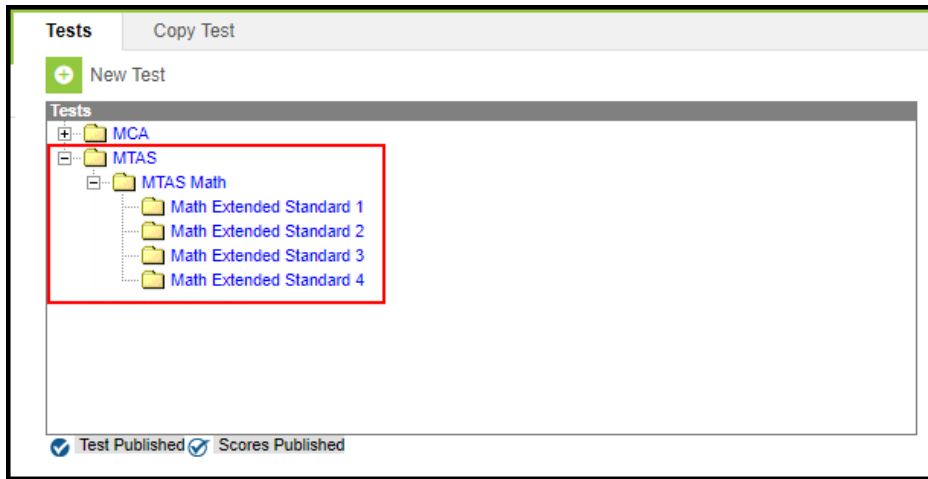 Tests Copy Test
New Test
Tests
MCA
MTAS
MTAS Math
Math Extended Standard 1
Math Extended Standard 2
Math Extended Standard 3
Math Extended Standard 4
Test Published Scores Published